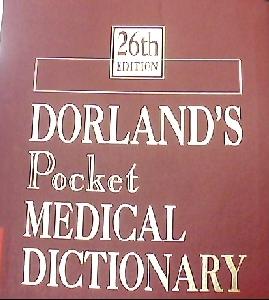 26th
EDITION
DORLAND'S
Pocket
MEDICAL
DICTIONARY